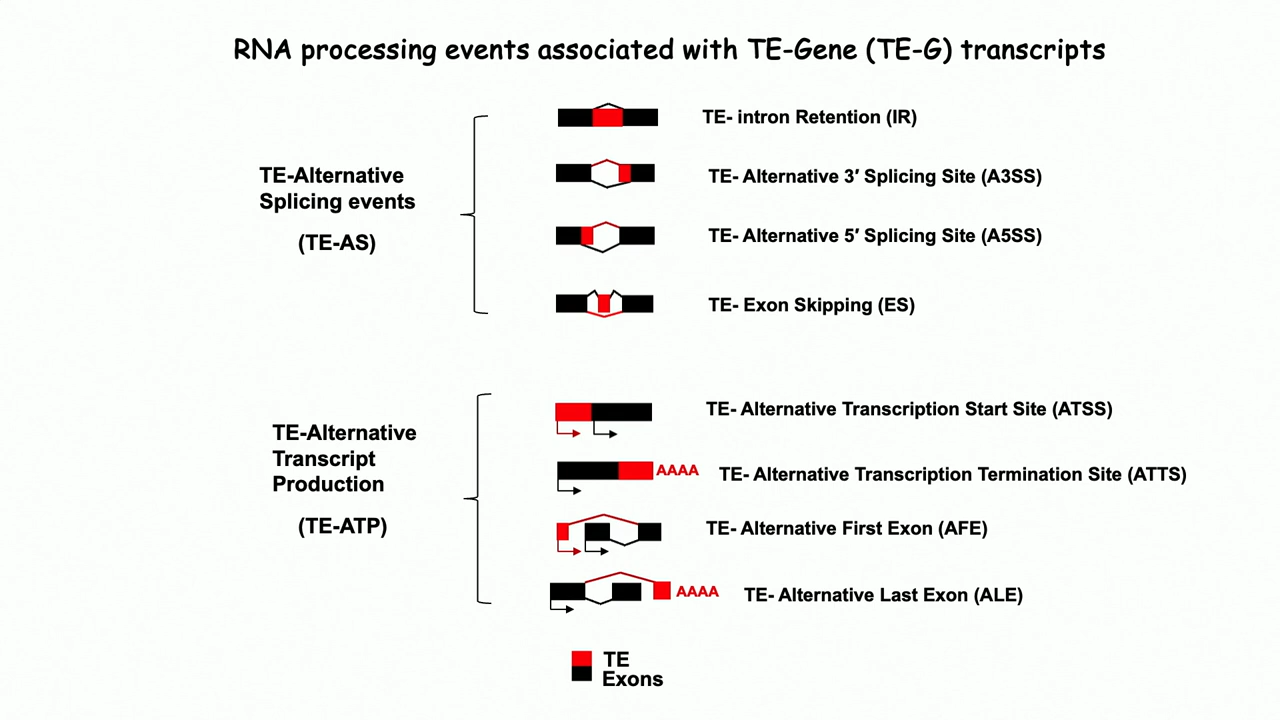 RNA processing events associated with TE-Gene (TE-G) transcripts
TE-Alternative
Splicing events
(TE-AS)
TE- intron Retention (IR)
TE- Alternative 3′ Splicing Site (A3SS)
TE- Alternative 5′ Splicing Site (A5SS)
TE- Exon Skipping (ES)
TE-Alternative
Transcript
Production
(TE-ATP)
TE- Alternative Transcription Start Site (ATSS)
AAAA TE- Alternative Transcription Termination Site (ATTS)
TE- Alternative First Exon (AFE)
AAAA TE- Alternative Last Exon (ALE)
TE
Exons